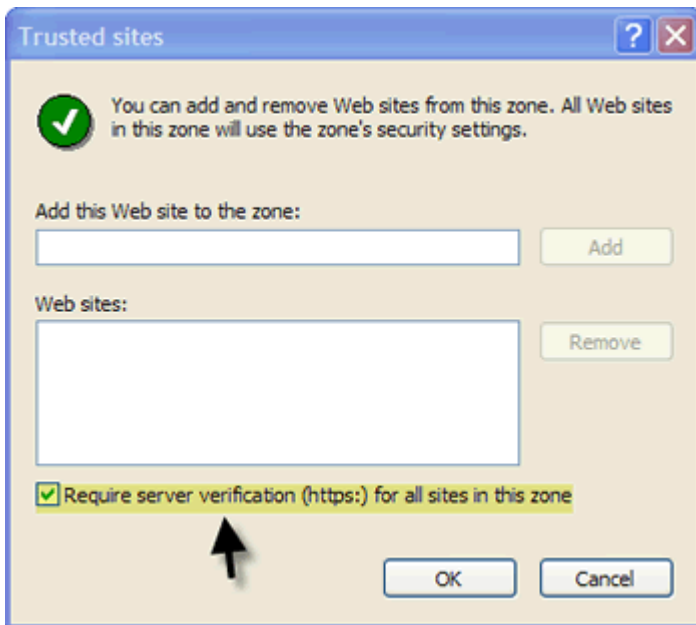 Trusted sites
You can add and remove Web sites from this zone. All Web sites
in this zone will use the zone's security settings.
Add this Web site to the zone:
Add
Web sites:
Remove
Require server verification (https:) for all sites in this zone
OK Cancel